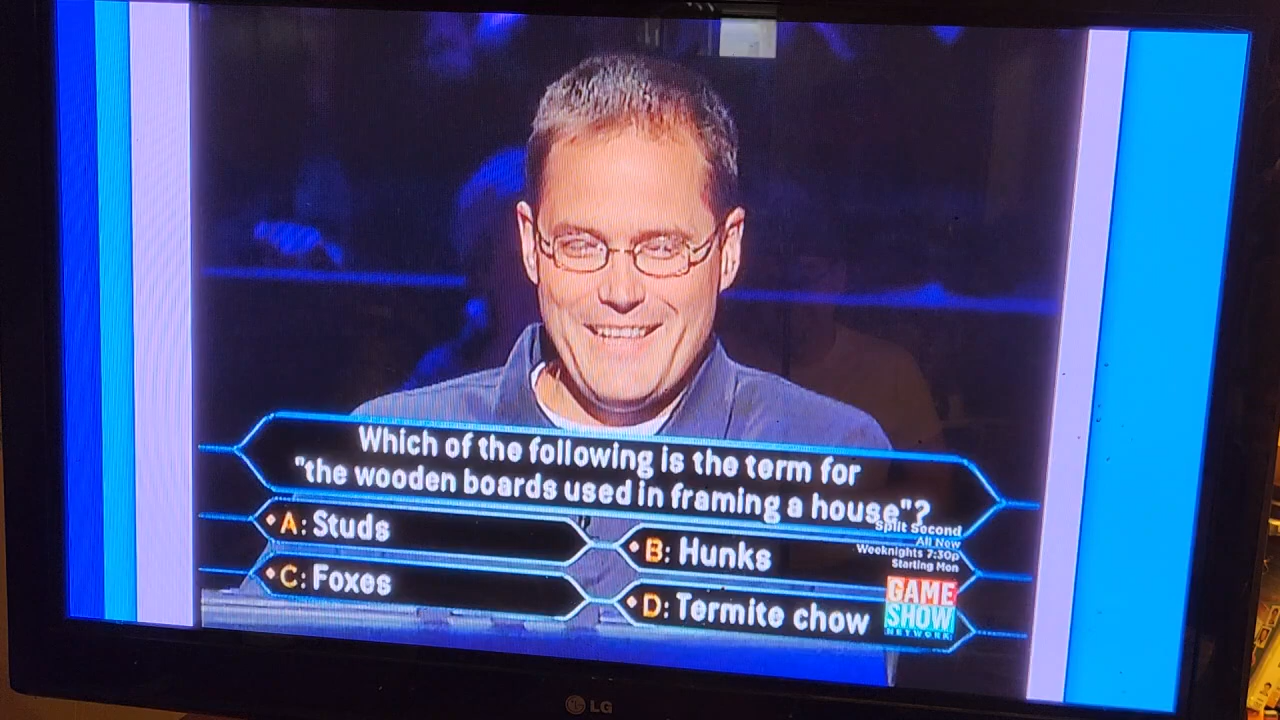 Which of the following is the term for
"the wooden boards used in framing a house"?
A: Studs
B: Hunks
C: Foxes
D: Termite chow
Split Second
All New
Weeknights 7:30p
Starting Mon
GAME
SHOW
NETWORK
LG